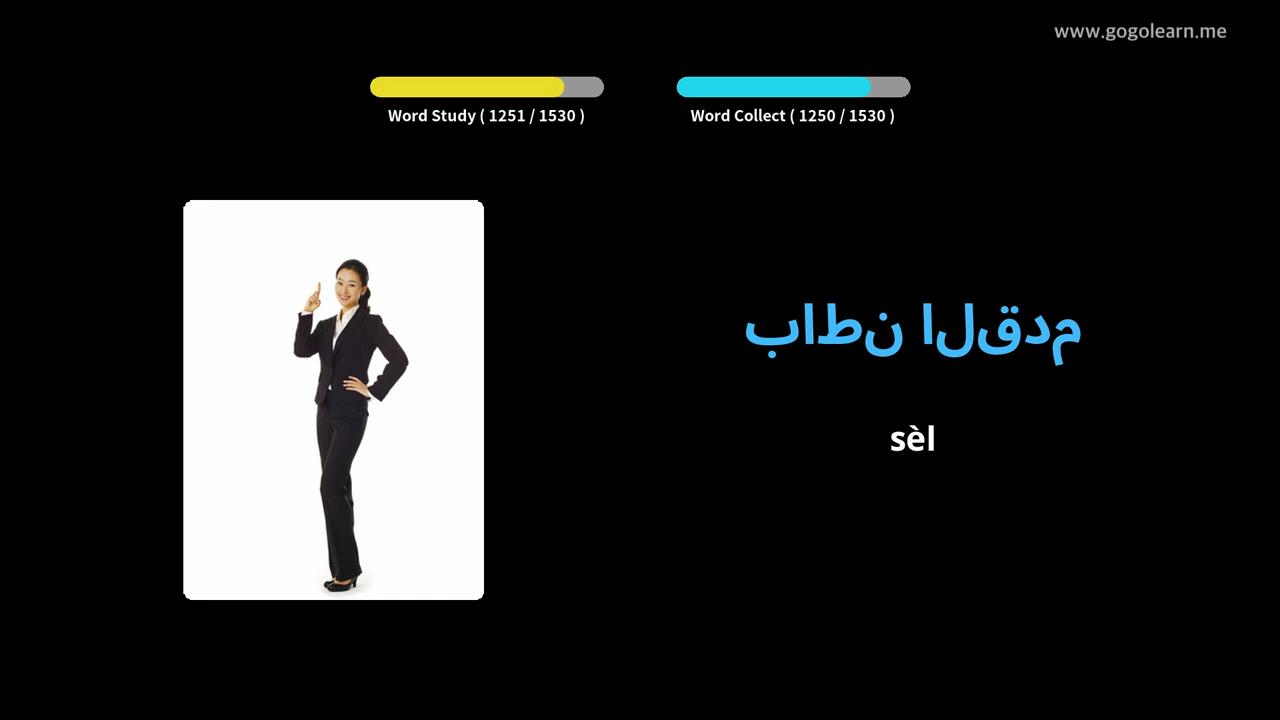 www.gogolearn.me
Word Study ( 1251 / 1530 )
Word Collect ( 1250 / 1530 )
باطن القدم
sèl